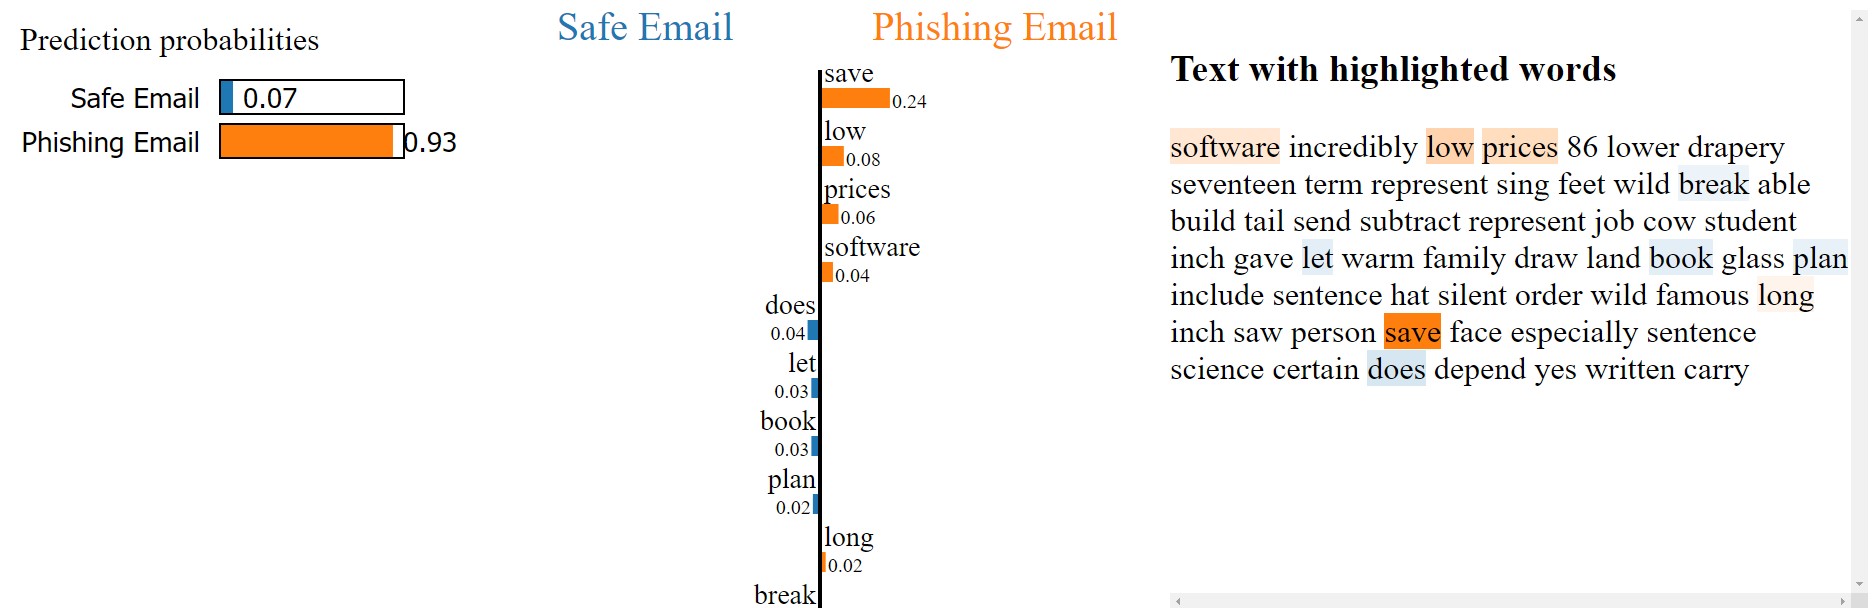 Prediction probabilities
Safe Email 0.07
Phishing Email 0.93
Safe Email Phishing Email
save
0.24
low
0.08
prices
0.06
software
0.04
does
0.04
let
0.03
book
0.03
plan
0.02
long
0.02
break
Text with highlighted words
software incredibly low prices 86 lower drapery
seventeen term represent sing feet wild break able
build tail send subtract represent job cow student
inch gave let warm family draw land book glass plan
include sentence hat silent order wild famous long
inch saw person save face especially sentence
science certain does depend yes written carry